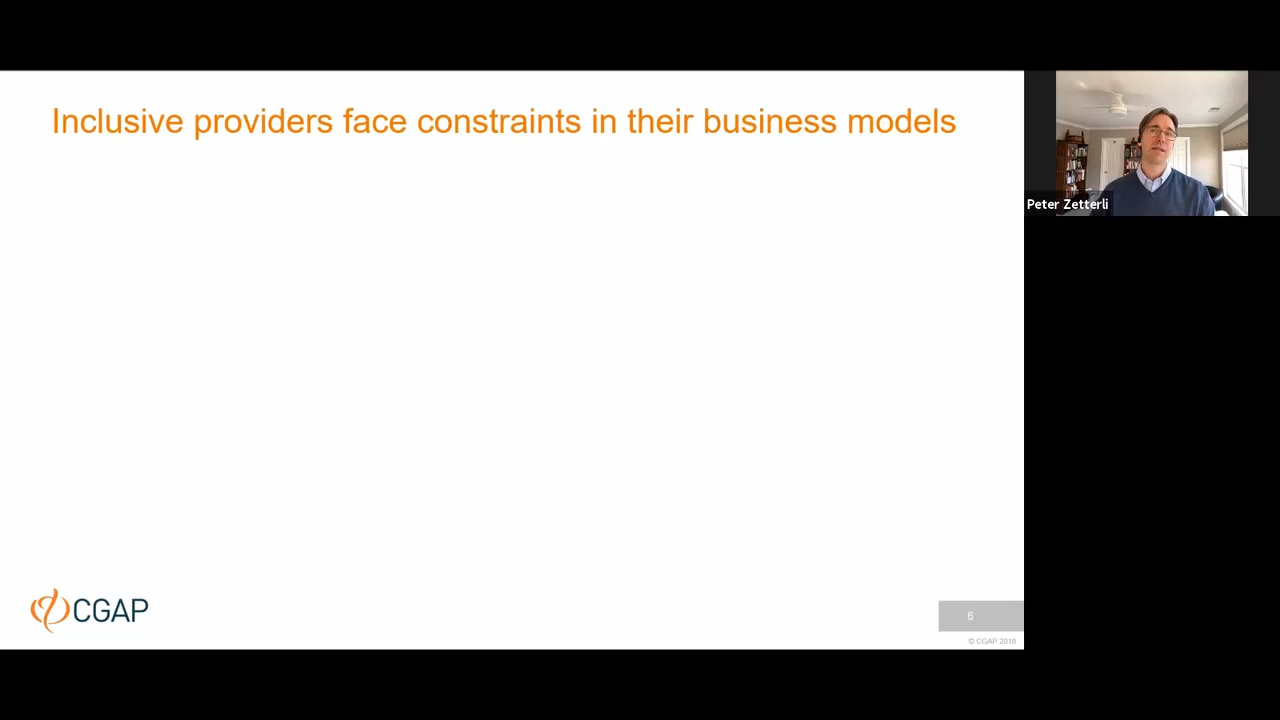 Inclusive providers face constraints in their business models
Peter Zetterli
CGAP
6
© CGAP 2018